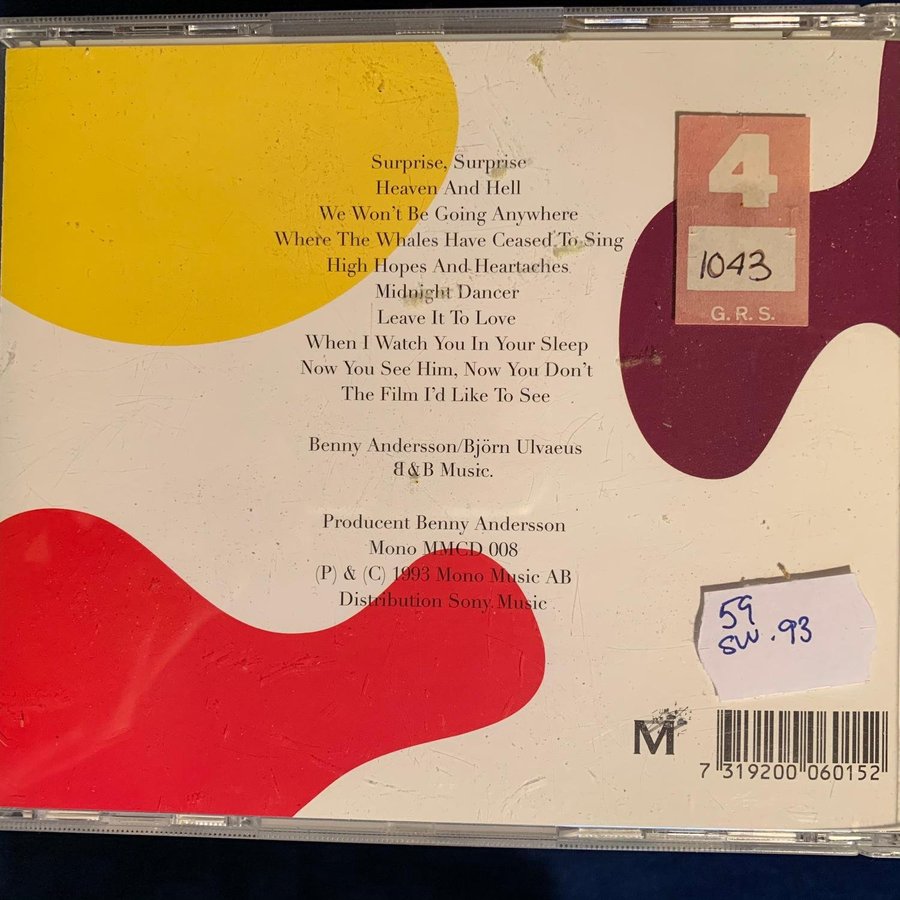 Surprise, Surprise
Heaven And Hell
We Won't Be Going Anywhere
Where The Whales Have Ceased To Sing
High Hopes And Heartaches
Midnight Dancer
Leave It To Love
When I Watch You In Your Sleep
Now You See Him, Now You Don't
The Film I'd Like To See
Benny Andersson/Björn Ulvaeus
B&B Music.
Producent Benny Andersson
Mono MMCD 008
(P) & (C) 1993 Mono Music AB
Distribution Sony Music
4
1043
G.R.S.
59
SW.93
M
7 319200 060152